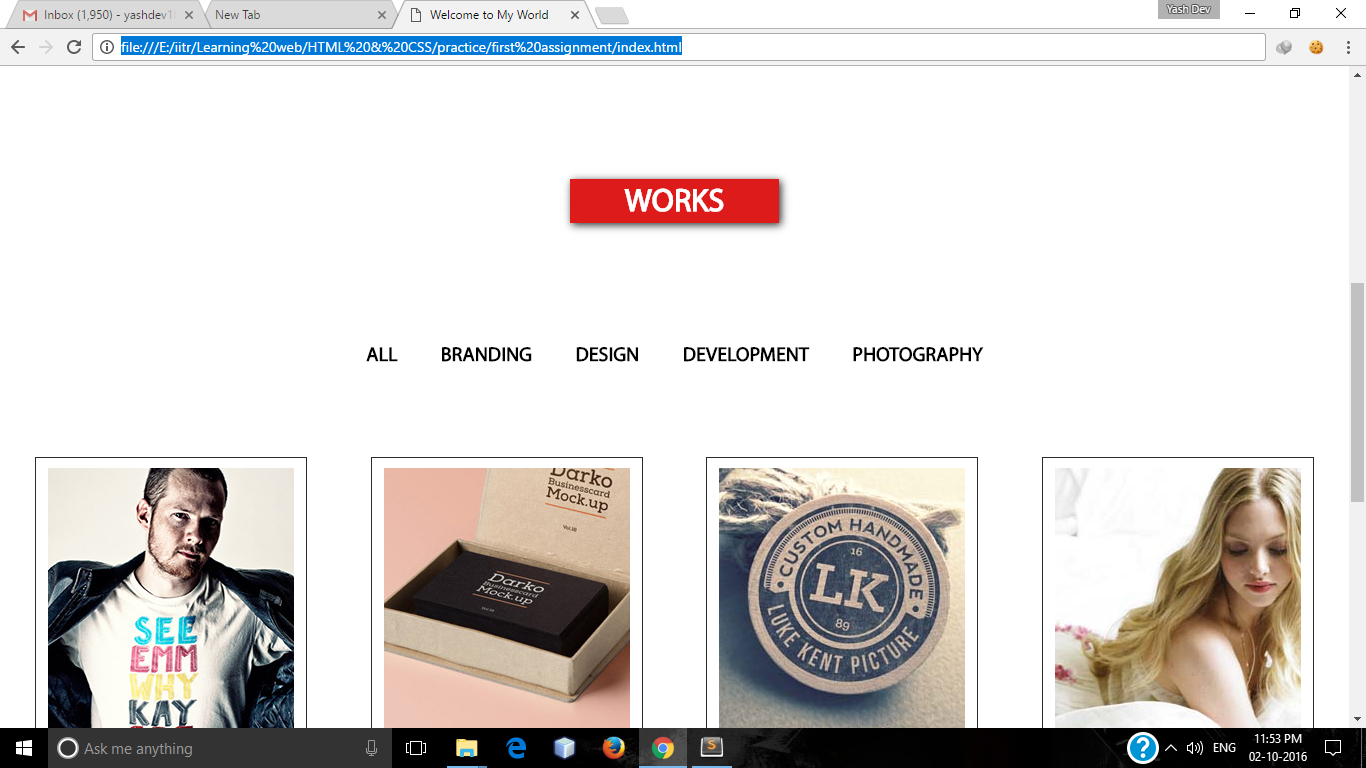 Inbox (1,950) - yashdev1
New Tab
Welcome to My World
Yash Dev
file:///E:/iitr/Learning%20web/HTML%20&%20CSS/practice/first%20assignment/index.html
WORKS
ALL BRANDING DESIGN DEVELOPMENT PHOTOGRAPHY
SEE
EMM
WHY
KAY
Darko
Businesscard
Mock.up
Vol.18
Darko
Businesscard
Mock.up
Vol.18
CUSTOM HANDMADE
16
LK
89
LUKE KENT PICTURE
Ask me anything
S
?
ENG
11:53 PM
02-10-2016